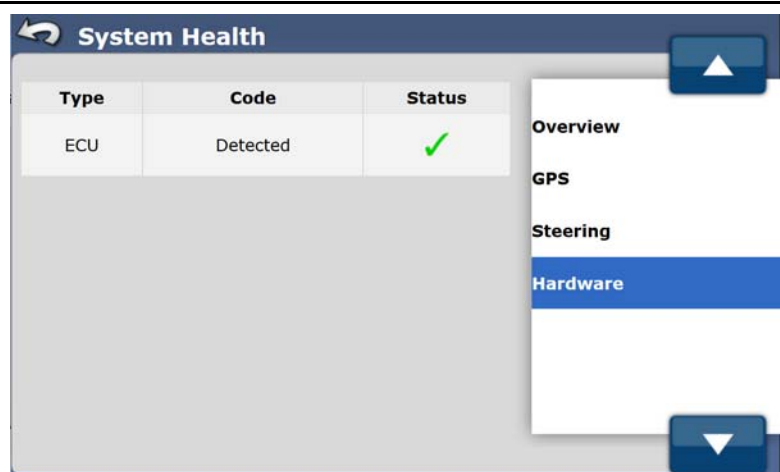 System Health
Type Code Status
ECU Detected
Overview
GPS
Steering
Hardware